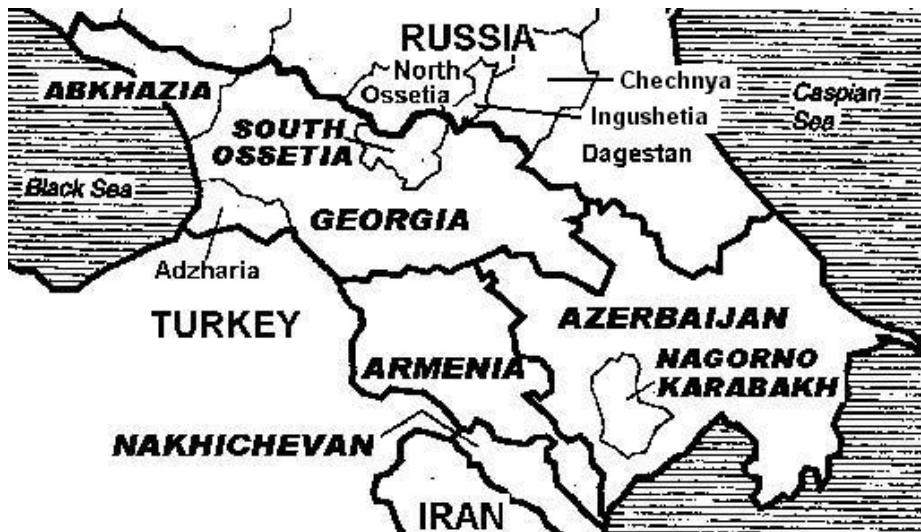 RUSSIA
North
Ossetia
Chechnya
ABKHAZIA
Caspian
Sea
Ingushetia
SOUTH
OSSETIA
Dagestan
Black Sea
GEORGIA
Adzharia
TURKEY
AZERBAIJAN
ARMENIA
NAGORNO
KARABAKH
NAKHICHEVAN
IRAN